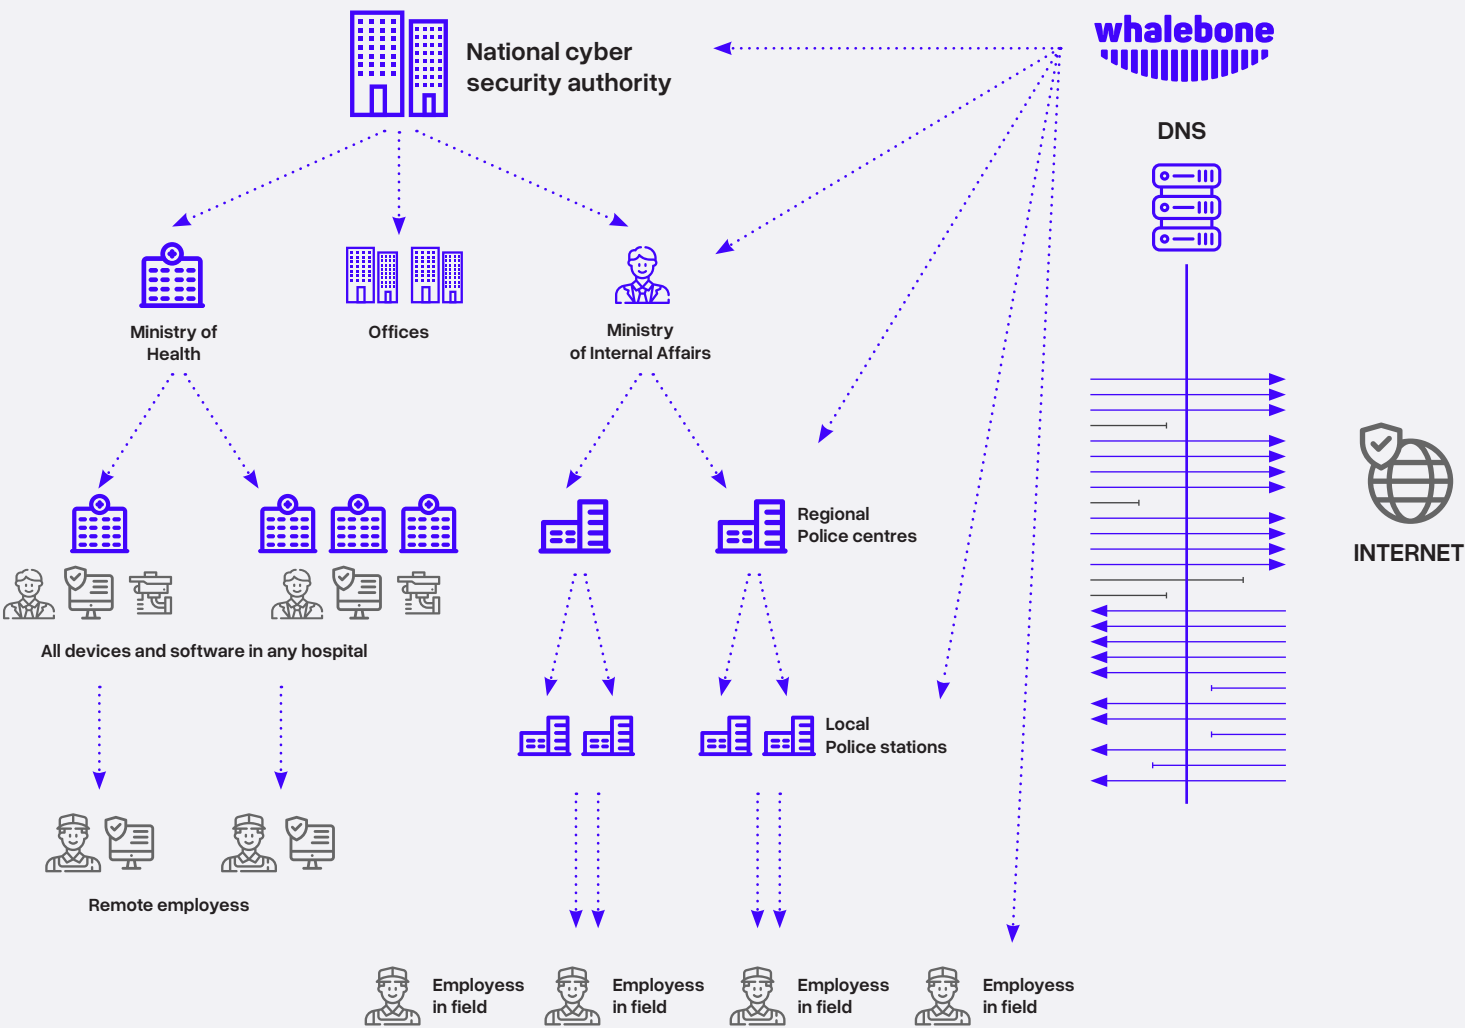 National cyber
security authority
whalebone
DNS
Ministry of
Health
Offices
Ministry
of Internal Affairs
Regional
Police centres
INTERNET
All devices and software in any hospital
Local
Police stations
Remote employess
Employess
in field
Employess
in field
Employess
in field
Employess
in field